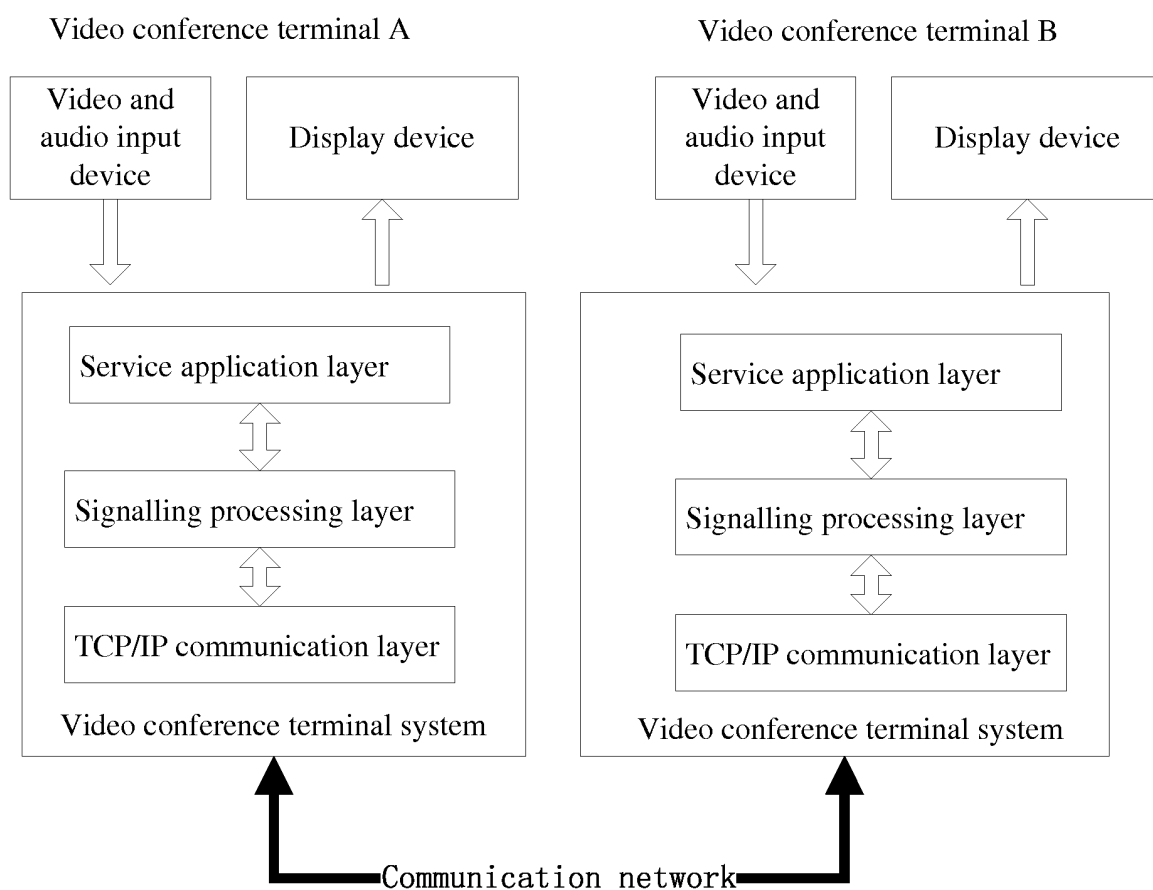 Video conference terminal A
Video conference terminal B
Video and
audio input
device
Display device
Video and
audio input
device
Display device
Service application layer
Signalling processing layer
TCP/IP communication layer
Video conference terminal system
Service application layer
Signalling processing layer
TCP/IP communication layer
Video conference terminal system
Communication network